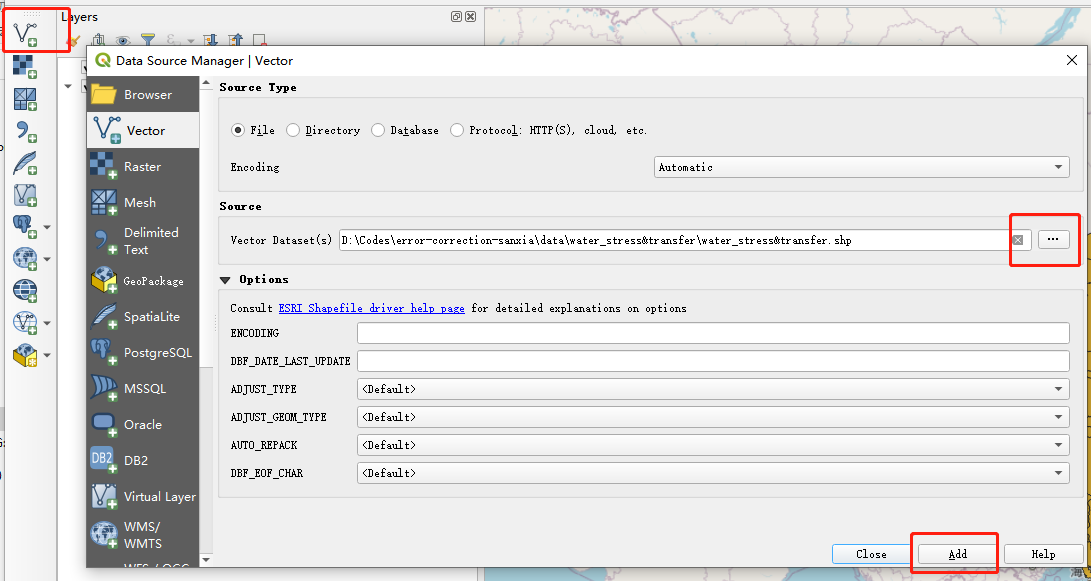 Layers
Data Source Manager | Vector
Browser
Vector
Raster
Mesh
Delimited
Text
GeoPackage
SpatiaLite
PostgreSQL
MSSQL
Oracle
DB2
DB2
Virtual Layer
WMS/
WMTS
Source Type
File
Directory
Database
Protocol: HTTP(S), cloud, etc.
Encoding
Automatic
Source
Vector Dataset(s)
D:\Codes\error-correction-sanxia\data\water_stress&transfer\water_stress&transfer.shp
...
Options
Consult ESRI Shapefile driver help page for detailed explanations on options
ENCODING
DBF_DATE_LAST_UPDATE
ADJUST_TYPE
<Default>
ADJUST_GEOM_TYPE
<Default>
AUTO_REPACK
<Default>
DBF_EOF_CHAR
<Default>
Close
Add
Help
海